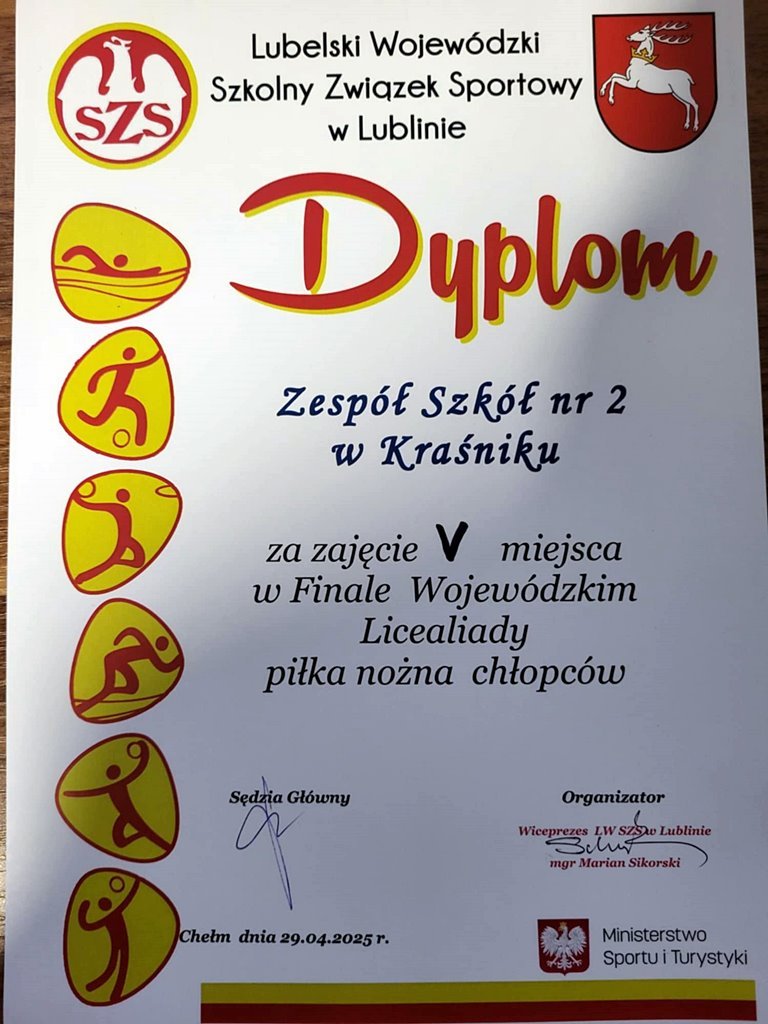 SZS
Lubelski Wojewódzki
Szkolny Związek Sportowy
w Lublinie
Dyplom
Zespół Szkół nr 2
w Kraśniku
za zajęcie V miejsca
w Finale Wojewódzkim
Licealiady
piłka nożna chłopców
Sędzia Główny
Organizator
Wiceprezes LW SZS w Lublinie
mgr Marian Sikorski
Chełm dnia 29.04.2025 r.
Ministerstwo
Sportu i Turystyki